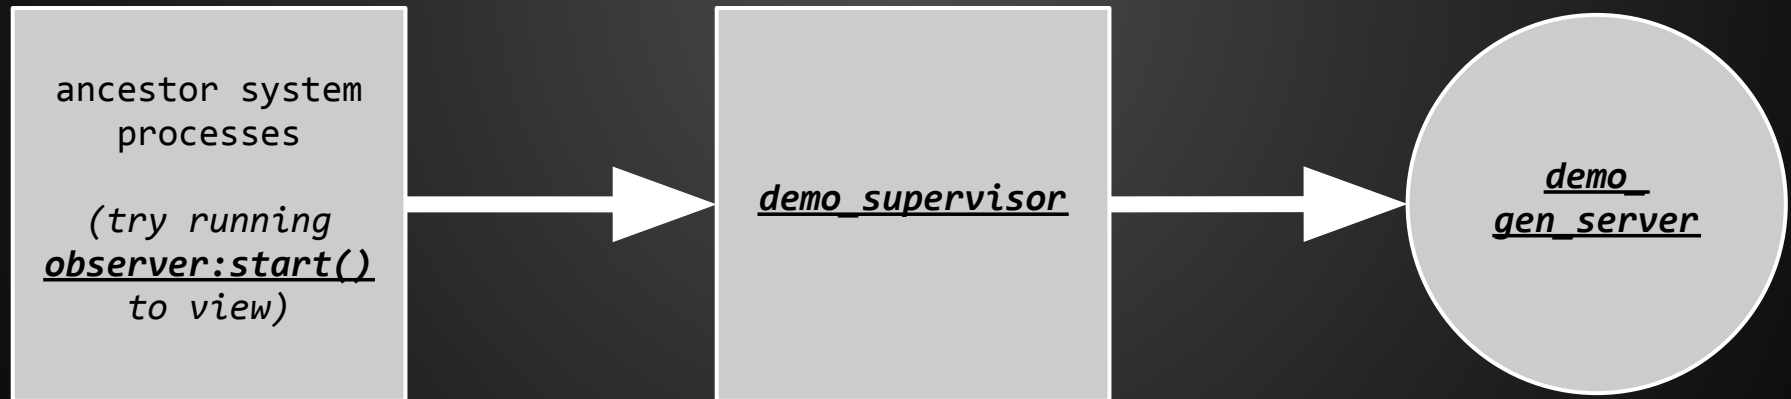 ancestor system
processes
(try running
observer:start()
to view)
demo_supervisor
demo_
gen_server